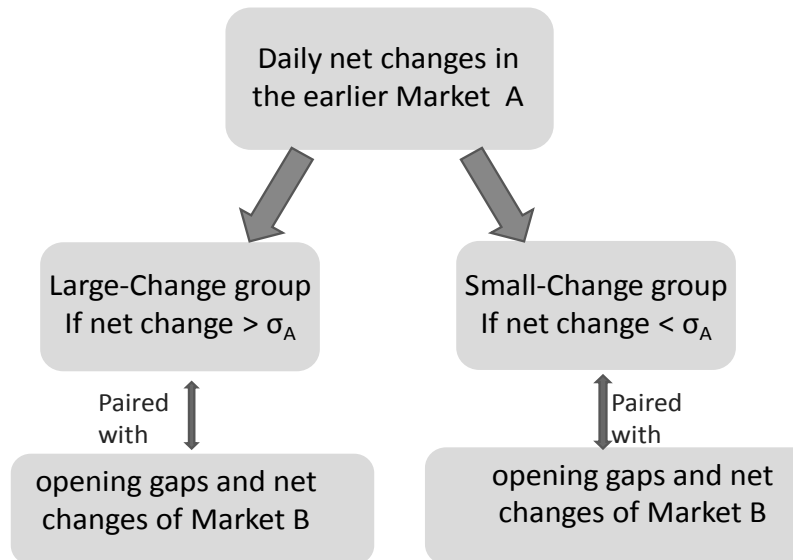 Daily net changes in
the earlier Market A
Large-Change group
If net change > σA
Small-Change group
If net change < σA
Paired
with
Paired
with
opening gaps and net
changes of Market B
opening gaps and net
changes of Market B